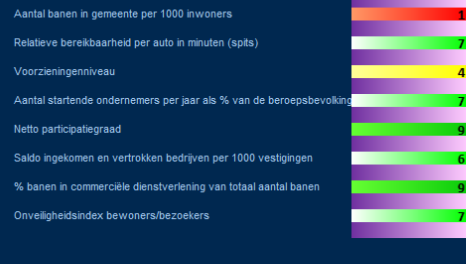 Aantal banen in gemeente per 1000 inwoners 1
Relatieve bereikbaarheid per auto in minuten (spits) 7
Voorzieningenniveau 4
Aantal startende ondernemers per jaar als % van de beroepsbevolking 7
Netto participatiegraad 9
Saldo ingekomen en vertrokken bedrijven per 1000 vestigingen 6
% banen in commerciële dienstverlening van totaal aantal banen 9
Onveiligheidsindex bewoners/bezoekers 7